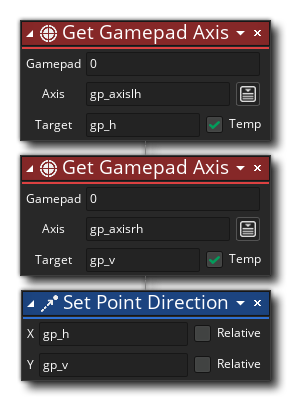 Get Gamepad Axis
Gamepad 0
Axis gp_axislh
Target gp_h Temp
Get Gamepad Axis
Gamepad 0
Axis gp_axisrh
Target gp_v Temp
Set Point Direction
X gp_h Relative
Y gp_v Relative